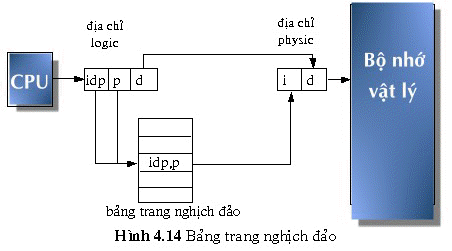 địa chỉ
logic
địa chỉ
physic
CPU
idp p d
i d
Bộ nhớ
vật lý
idp,p
bảng trang nghịch đảo
Hình 4.14 Bảng trang nghịch đảo